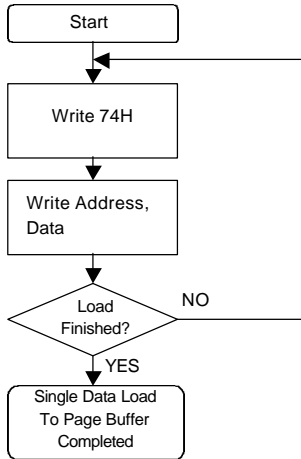 Start
Write 74H
Write Address,
Data
Load
Finished?
NO
YES
Single Data Load
To Page Buffer
Completed